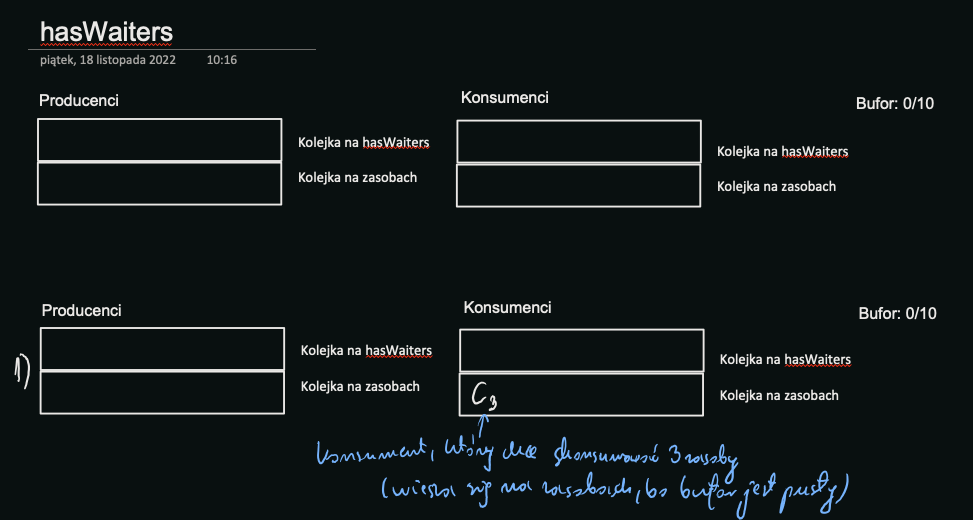 hasWaiters
piątek, 18 listopada 2022 10:16
Producenci
Konsumenci
Bufor: 0/10
Kolejka na hasWaiters
Kolejka na hasWaiters
Kolejka na zasobach
Kolejka na zasobach
Producenci
Konsumenci
Bufor: 0/10
1)
Kolejka na hasWaiters
Kolejka na hasWaiters
Kolejka na zasobach
C3
Kolejka na zasobach
konsument, który chce skonsumować 3 zasoby
(wiesza się na zasobach, bo bufor jest pusty)